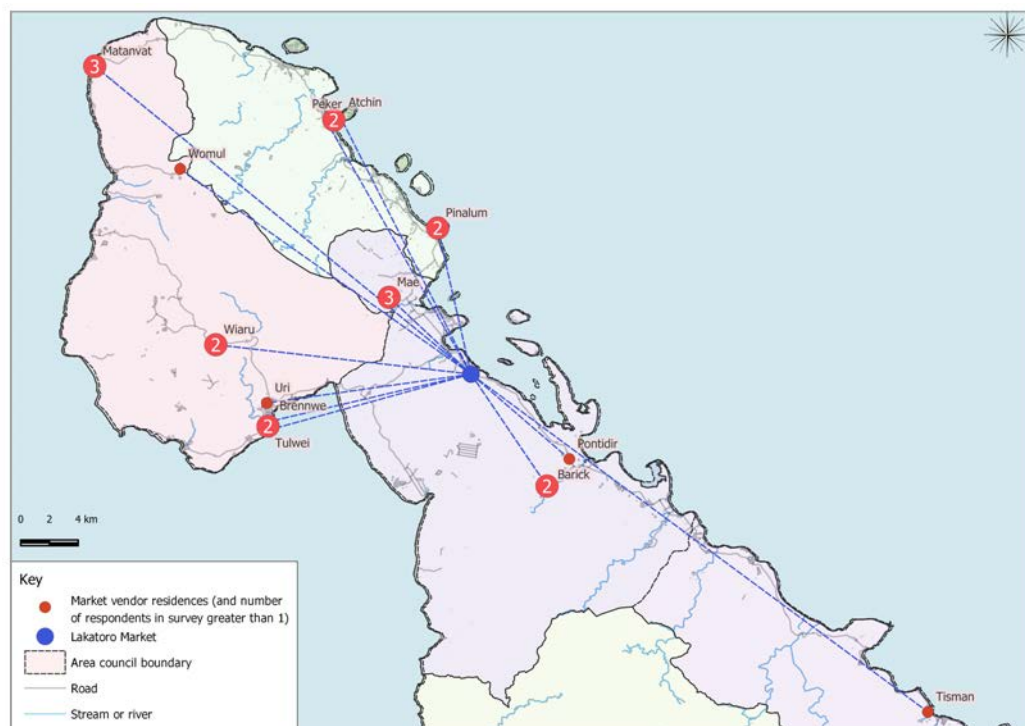 Matanvat
3
Peker Atchin
2
Womul
Pinalum
2
Mae
3
Wiaru
2
Uri
Brennwe
2
Tulwei
Pontidir
Barick
2
0 2 4 km
Tisman
Key
Market vendor residences (and number
of respondents in survey greater than 1)
Lakatoro Market
Area council boundary
Road
Stream or river